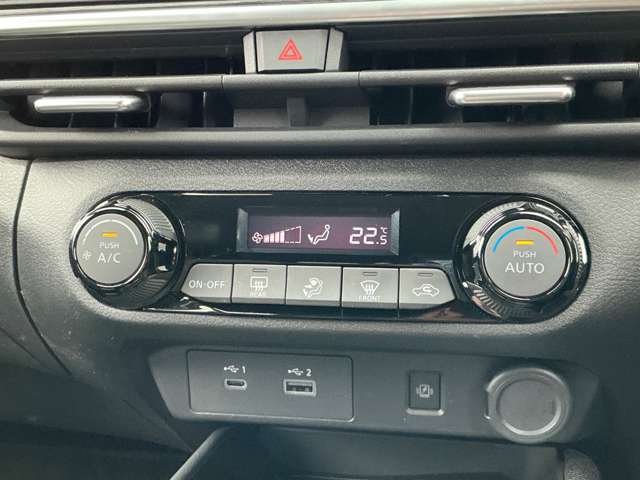 PUSH
A/C
22.5 °C
PUSH
AUTO
ON·OFF
REAR
FRONT
1
2